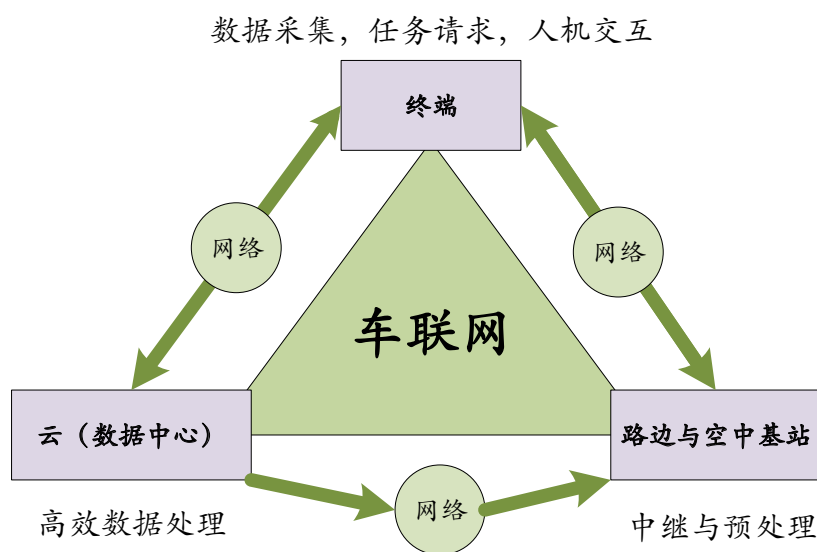 数据采集，任务请求，人机交互
终端
网络
网络
车联网
云（数据中心）
路边与空中基站
网络
高效数据处理
中继与预处理